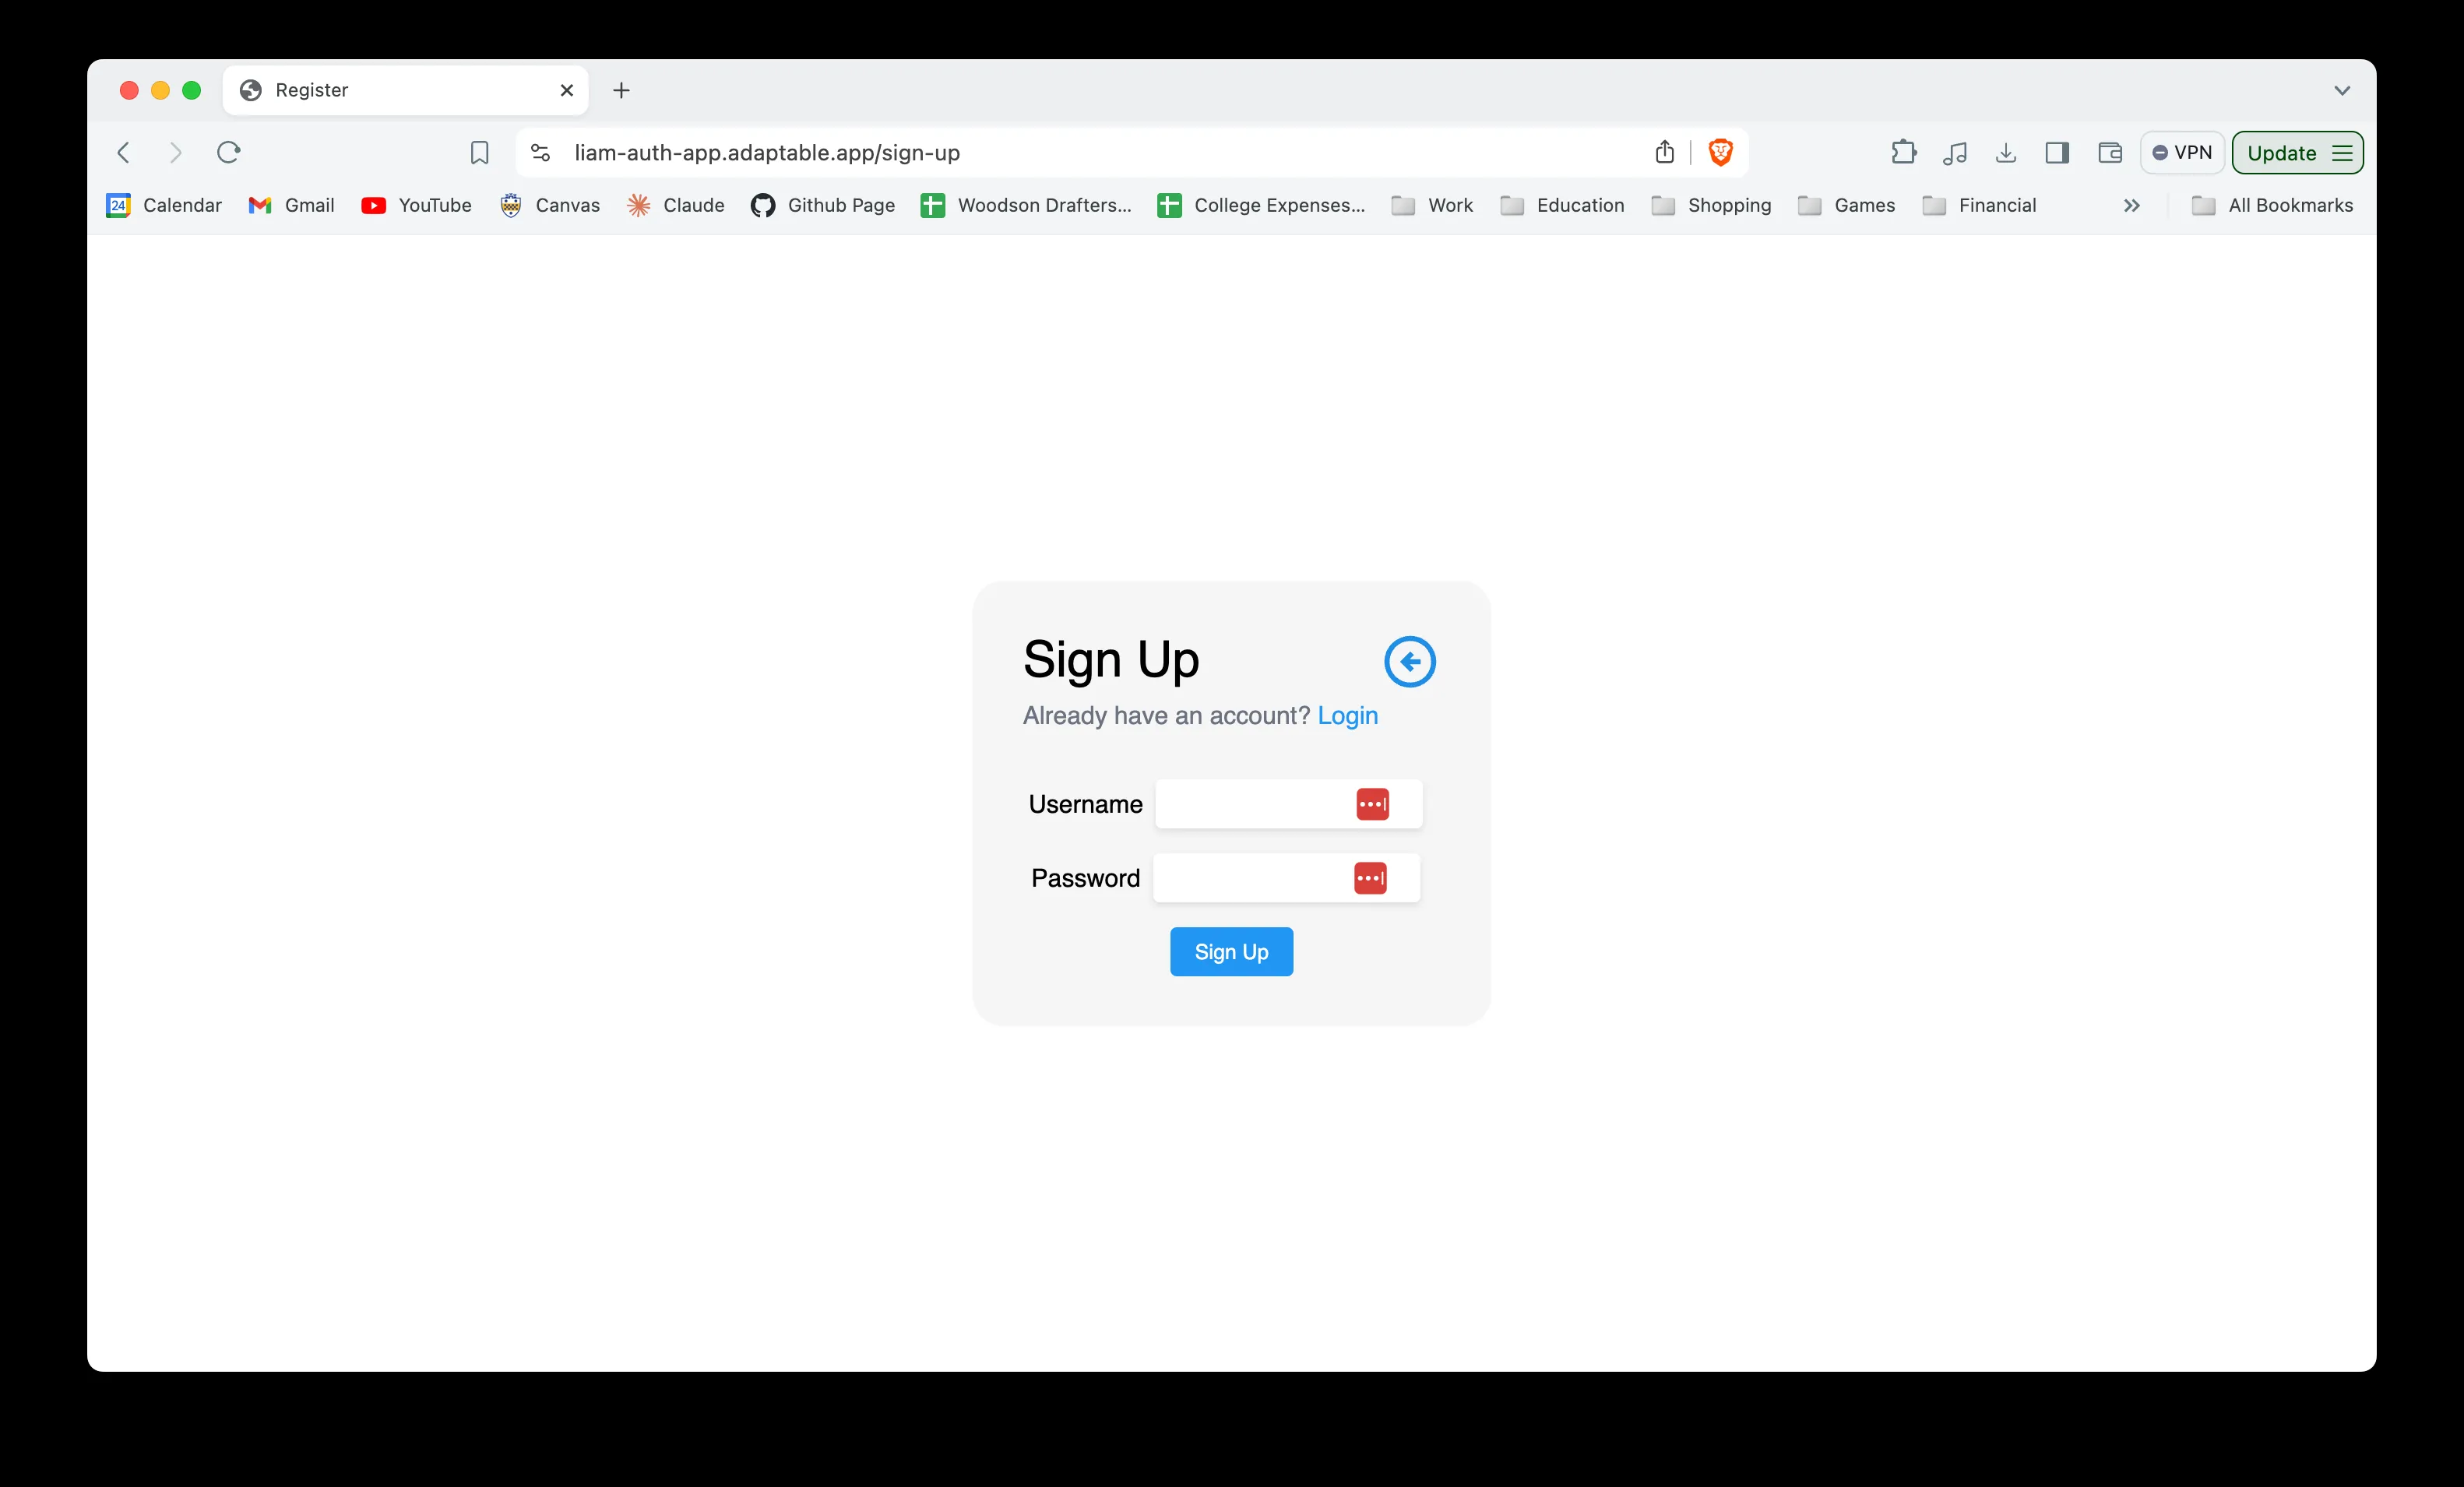 Register
liam-auth-app.adaptable.app/sign-up
VPN
Update
24 Calendar Gmail YouTube Canvas Claude Github Page Woodson Drafters... College Expenses... Work Education Shopping Games Financial All Bookmarks
Sign Up
Already have an account? Login
Username
Password
Sign Up